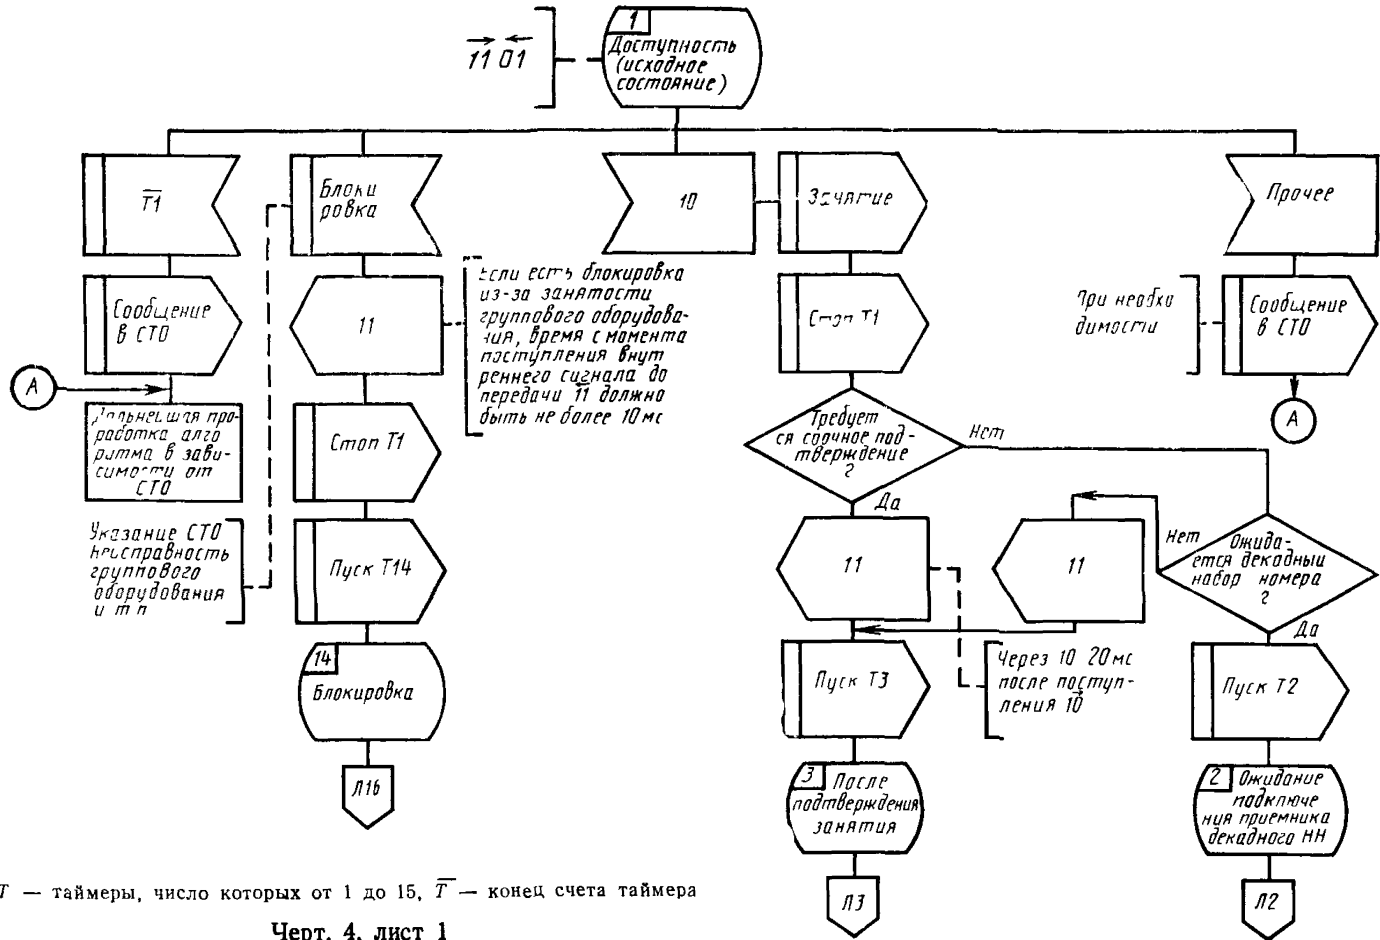 1
Доступность
(исходное
состояние)
11 01
T1
Блоки
ровка
10
Занятие
Прочее
Сообщение
в СТО
11
Если есть блокировка
из-за занятости
группового оборудова-
ния, время с момента
поступления внут
реннего сигнала до
передачи 11 должно
быть не более 10 мс
Стоп T1
При необхо
димости
Сообщение
в СТО
A
A
Дальнейшая про-
работка алго
ритма в зави-
симости от
СТО
Стоп T1
Требует
ся срочное под-
тверждение
?
Нет
Да
Указание СТО
неисправность
группового
оборудования
и т п
Пуск T14
11
11
Нет
Ожида-
ется декадный
набор номера
?
Да
14
Блокировка
Пуск T3
Через 10 20 мс
после поступ-
ления 10
Пуск T2
Л16
3
После
подтверждения
занятия
2
Ожидание
подключе
ния приемника
декадного НН
Л3
Л2
T — таймеры, число которых от 1 до 15, T — конец счета таймера
Черт. 4, лист 1